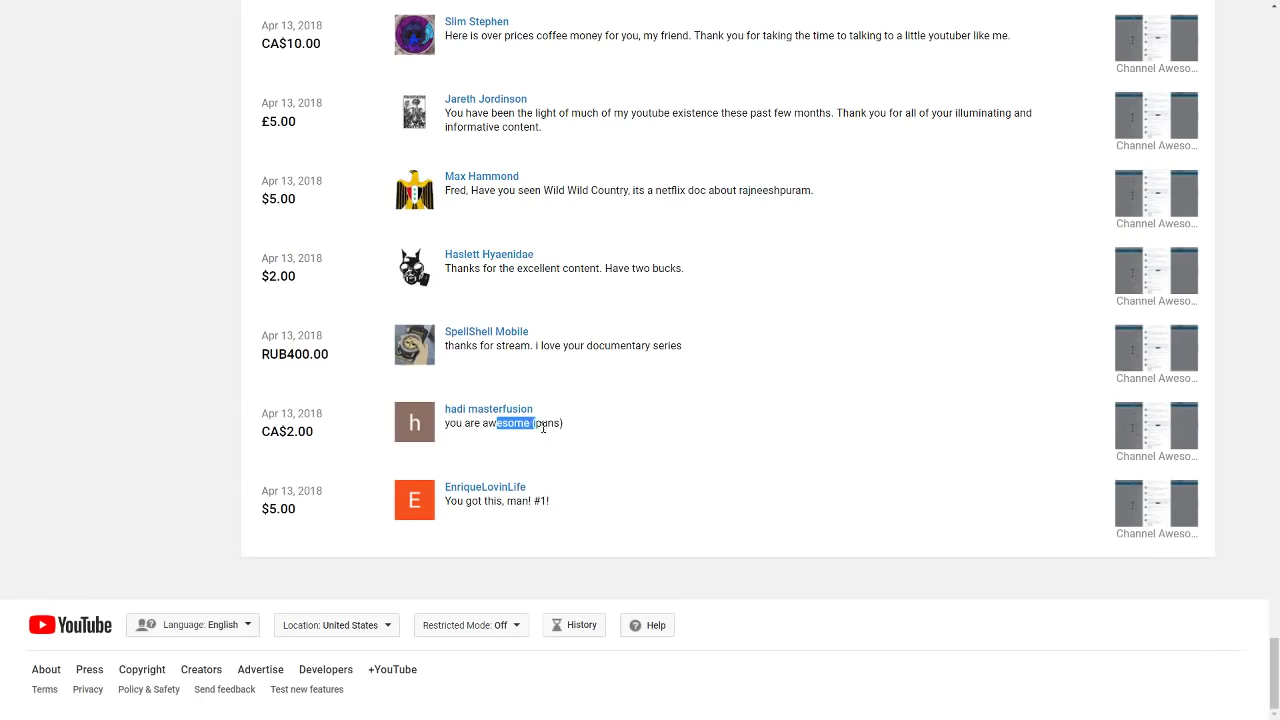 Apr 13, 2018
CA$10.00
Slim Stephen
is over prices coffee money for you, my friend. Thank you for taking the time to talking to a little youtuber like me.
Channel Aweso...
Apr 13, 2018
£5.00
Jareth Jordinson
You have been the light of much of my youtube existence these past few months. Thank you for all of your illuminating and
informative content.
Channel Aweso...
Apr 13, 2018
$5.00
Max Hammond
Fred, Have you seen Wild Wild Country, its a netflix doc about rajneeshpuram.
Channel Aweso...
Apr 13, 2018
$2.00
Haslett Hyaenidae
Thanks for the excellent content. Have two bucks.
Channel Aweso...
Apr 13, 2018
RUB400.00
SpellShell Mobile
thanks for stream. i love your documentary series
Channel Aweso...
Apr 13, 2018
CA$2.00
h
hadi masterfusion
you are awesome (puns)
Channel Aweso...
Apr 13, 2018
$5.00
E
EnriqueLovinLife
You got this, man! #1!
Channel Aweso...
YouTube
Language: English
Location: United States
Restricted Mode: Off
History
Help
About Press Copyright Creators Advertise Developers +YouTube
Terms Privacy Policy & Safety Send feedback Test new features